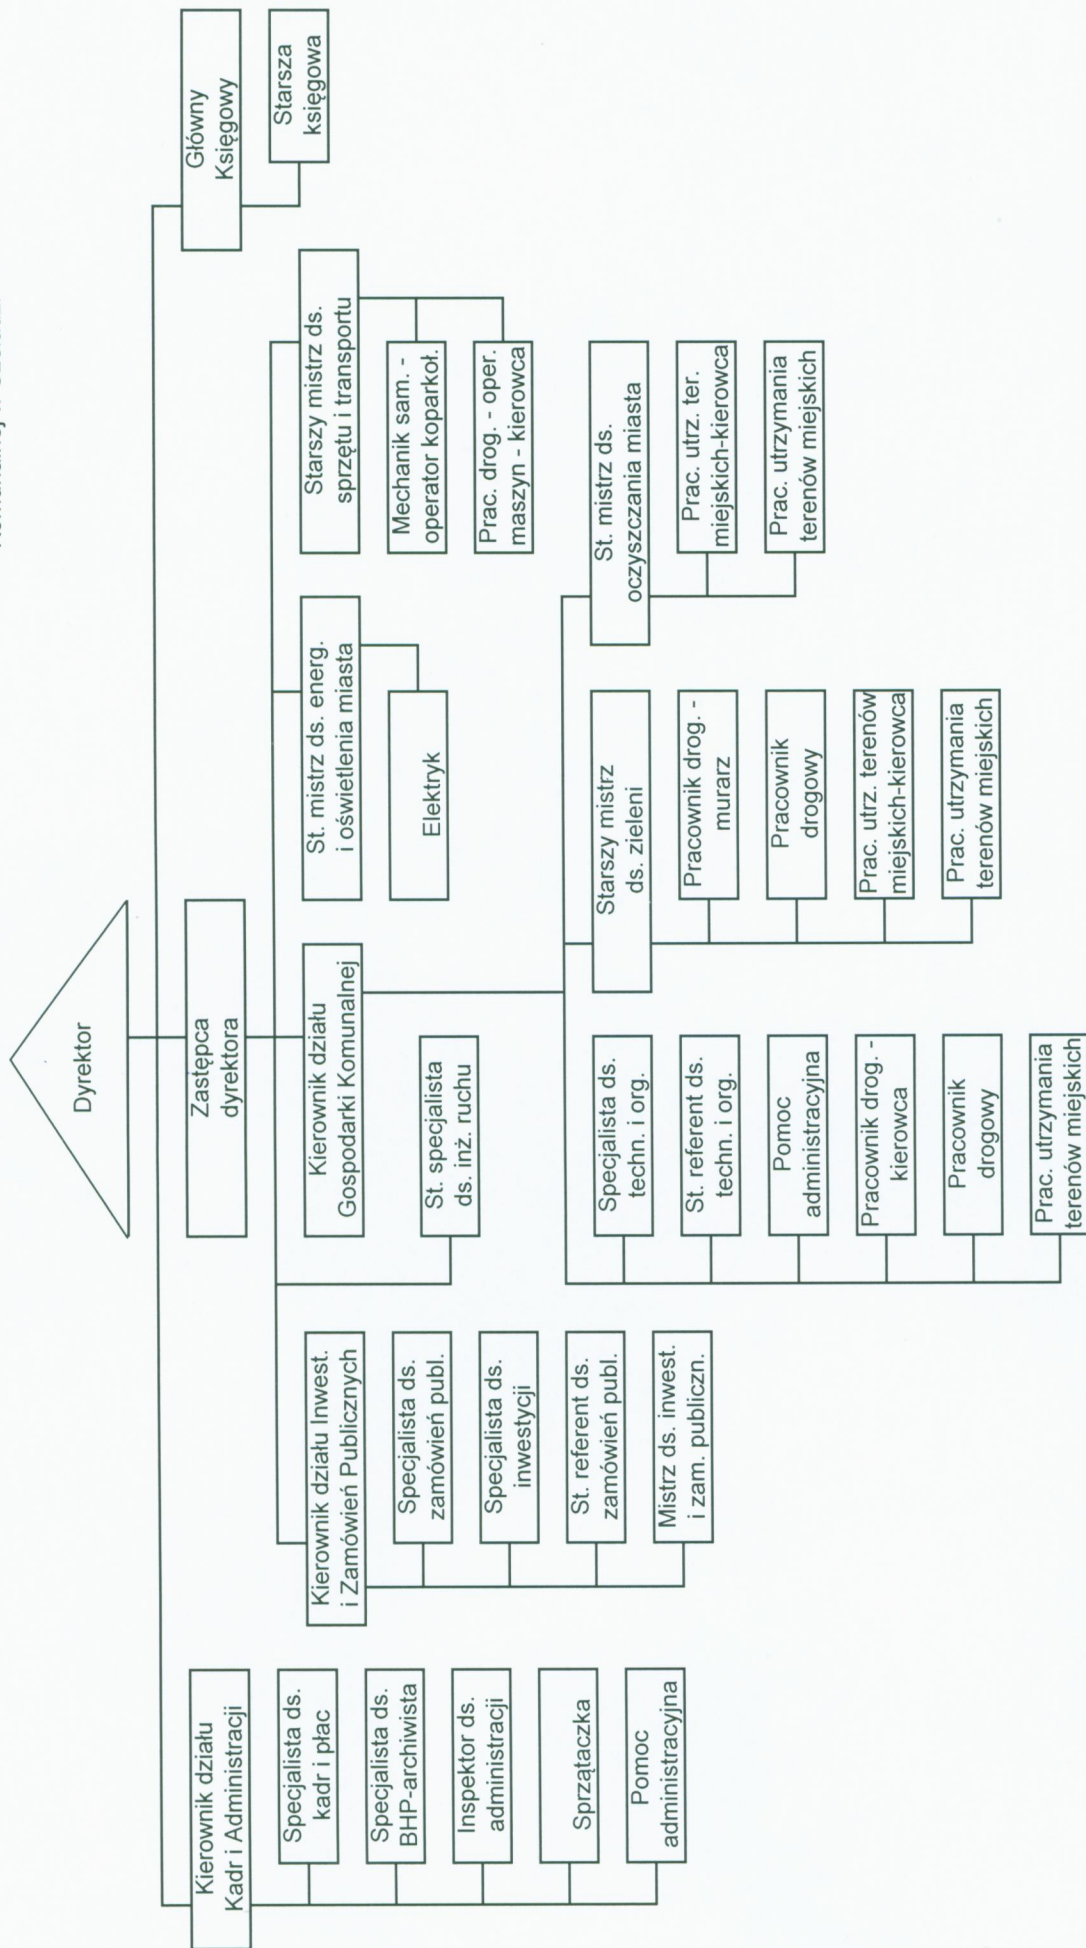 Dyrektor
Zastępca
dyrektora
Główny
Księgowy
Starsza
księgowa
Kierownik działu
Kadr i Administracji
Specjalista ds.
kadr i płac
Specjalista ds.
BHP-archiwista
Inspektor ds.
administracji
Sprzątaczka
Pomoc
administracyjna
Kierownik działu Inwest.
i Zamówień Publicznych
Specjalista ds.
zamówień publ.
Specjalista ds.
inwestycji
St. referent ds.
zamówień publ.
Mistrz ds. inwest.
i zam. publiczn.
St. specjalista
ds. inż. ruchu
Kierownik działu
Gospodarki Komunalnej
Specjalista ds.
techn. i org.
St. referent ds.
techn. i org.
Pomoc
administracyjna
Pracownik drog. -
kierowca
Pracownik
drogowy
Prac. utrzymania
terenów miejskich
Starszy mistrz
ds. zieleni
Pracownik drog. -
murarz
Pracownik
drogowy
Prac. utrz. terenów
miejskich-kierowca
Prac. utrzymania
terenów miejskich
St. mistrz ds.
oczyszczania miasta
Prac. utrz. ter.
miejskich-kierowca
Prac. utrzymania
terenów miejskich
St. mistrz ds. energ.
i oświetlenia miasta
Elektryk
Starszy mistrz ds.
sprzętu i transportu
Mechanik sam. -
operator koparkoł.
Prac. drog. - oper.
maszyn - kierowca